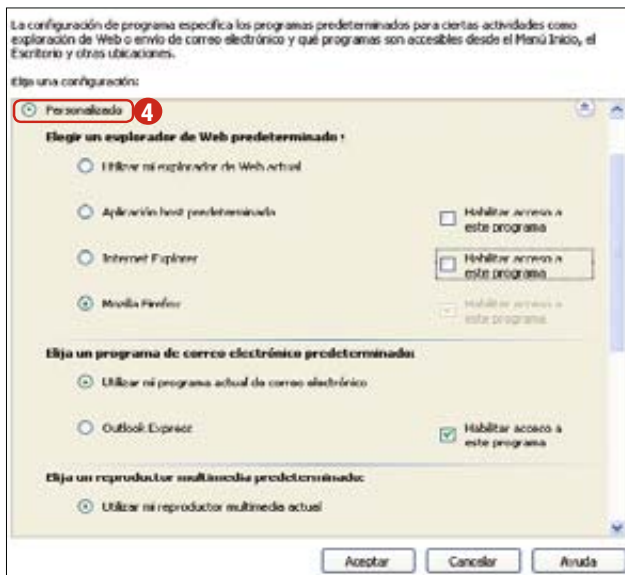 La configuración de programa especifica los programas predeterminados para ciertas actividades como
exploración de Web o envío de correo electrónico y qué programas son accesibles desde el Menú Inicio, el
Escritorio y otras ubicaciones.
Elija una configuración:
Personalizado 4
Elegir un explorador de Web predeterminado :
Utilizar mi explorador de Web actual
Aplicación host predeterminada
Habilitar acceso a
este programa
Internet Explorer
Habilitar acceso a
este programa
Mozilla Firefox
Habilitar acceso a
este programa
Elija un programa de correo electrónico predeterminado:
Utilizar mi programa actual de correo electrónico
Outlook Express
Habilitar acceso a
este programa
Elija un reproductor multimedia predeterminado:
Utilizar mi reproductor multimedia actual
Aceptar
Cancelar
Ayuda